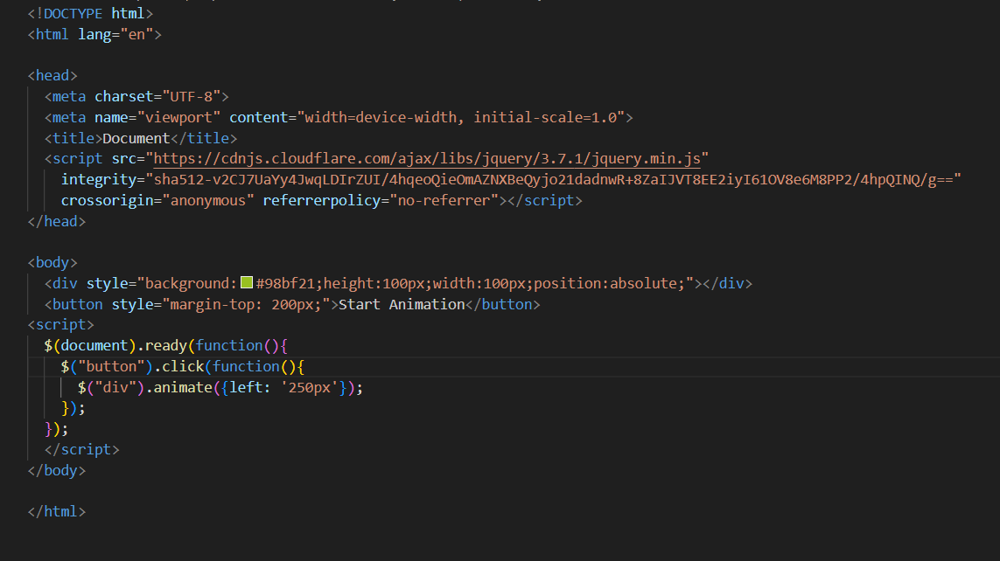 <!DOCTYPE html>
<html lang="en">
<head>
<meta charset="UTF-8">
<meta name="viewport" content="width=device-width, initial-scale=1.0">
<title>Document</title>
<script src="https://cdnjs.cloudflare.com/ajax/libs/jquery/3.7.1/jquery.min.js"
integrity="sha512-v2CJ7UaYy4JwqLDIrZUI/4hqeoQieOmAZNXBeQyjo21dadnwR+8ZaIJVT8EE2iyI61OV8e6M8PP2/4hpQINQ/g=="
crossorigin="anonymous" referrerpolicy="no-referrer"></script>
</head>
<body>
<div style="background:#98bf21;height:100px;width:100px;position:absolute;"></div>
<button style="margin-top: 200px;">Start Animation</button>
<script>
$(document).ready(function(){
$("button").click(function(){
$("div").animate({left: '250px'});
});
});
</script>
</body>
</html>